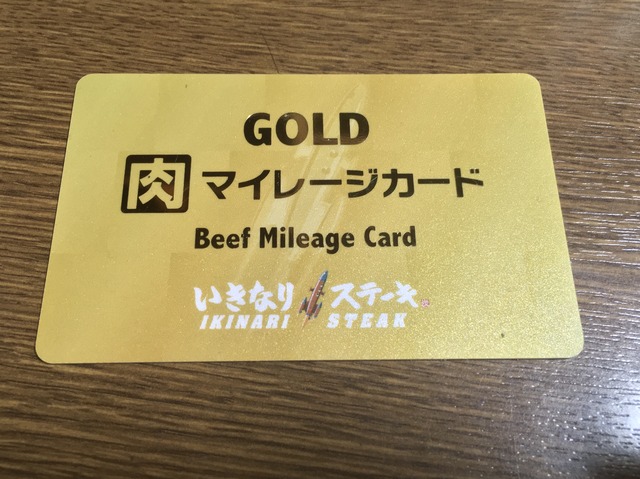 GOLD
肉 マイレージカード
Beef Mileage Card
いきなりステーキ
IKINARI STEAK